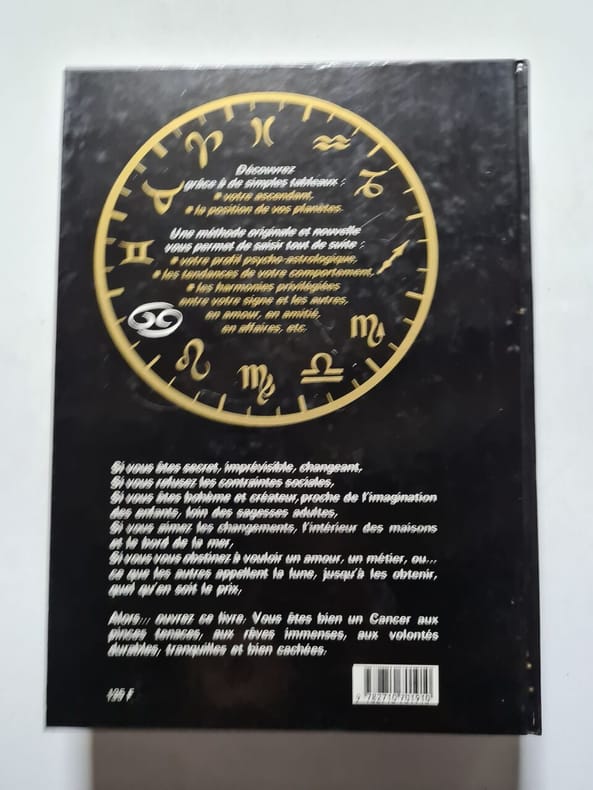 Découvrez
grâce à de simples tableaux :
* votre ascendant,
* la position de vos planètes.
Une méthode originale et nouvelle
vous permet de saisir tout de suite :
* votre profil psycho-astrologique,
* les tendances de votre comportement,
* les harmonies privilégiées
entre votre signe et les autres,
en amour, en amitié,
en affaires, etc.
Si vous êtes secret, imprévisible, changeant,
Si vous refusez les contraintes sociales,
Si vous êtes bohème et créateur, proche de l'imagination
des enfants, loin des sagesses adultes,
Si vous aimez les changements, l'intérieur des maisons
et le bord de la mer,
Si vous vous obstinez à vouloir un amour, un métier, ou...
ce que les autres appellent la lune, jusqu'à les obtenir,
quel qu'en soit le prix,
Alors... ouvrez ce livre. Vous êtes bien un Cancer aux
pinces tenaces, aux rêves immenses, aux volontés
durables, tranquilles et bien cachées.
9 782710 701910